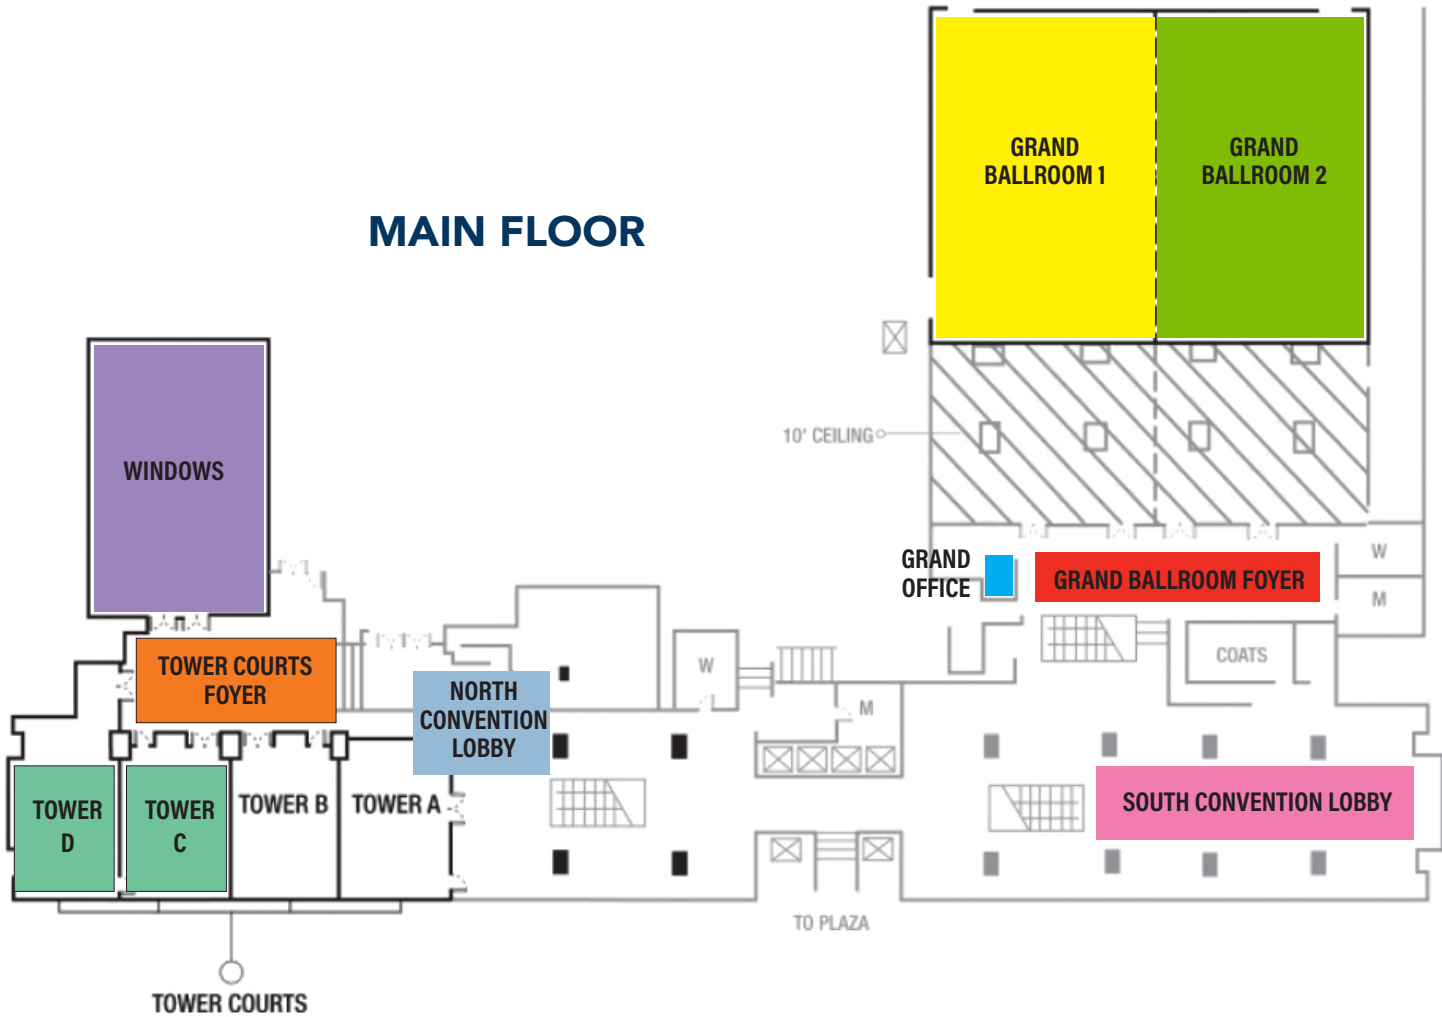 GRAND
BALLROOM 1
GRAND
BALLROOM 2
MAIN FLOOR
10' CEILING
WINDOWS
GRAND
OFFICE
GRAND BALLROOM FOYER
W
M
TOWER COURTS
FOYER
NORTH
CONVENTION
LOBBY
W
M
COATS
TOWER
D
TOWER
C
TOWER B
TOWER A
SOUTH CONVENTION LOBBY
TO PLAZA
TOWER COURTS